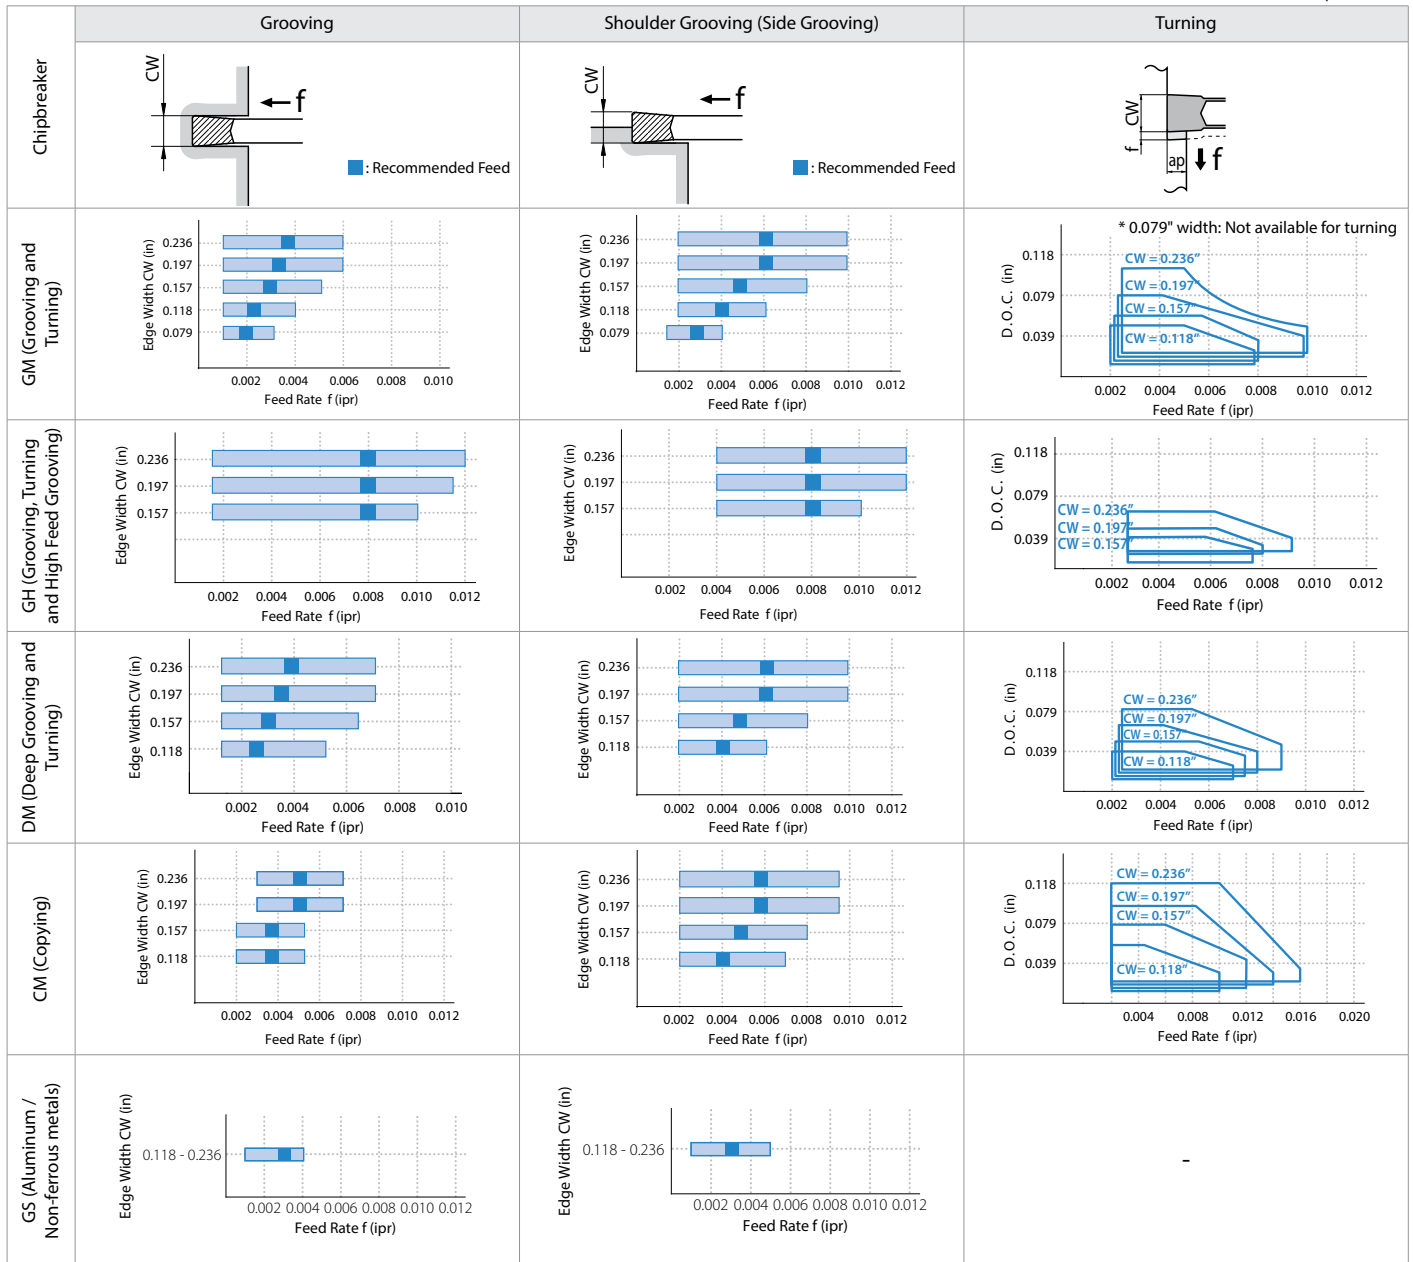 Chipbreaker
Grooving
Shoulder Grooving (Side Grooving)
Turning
CW
f
: Recommended Feed
CW
f
: Recommended Feed
CW
f
ap
f
GM (Grooving and
Turning)
Edge Width CW (in)
0.236
0.197
0.157
0.118
0.079
0.002 0.004 0.006 0.008 0.010
Feed Rate f (ipr)
Edge Width CW (in)
0.236
0.197
0.157
0.118
0.079
0.002 0.004 0.006 0.008 0.010 0.012
Feed Rate f (ipr)
* 0.079" width: Not available for turning
D.O.C. (in)
0.118
0.079
0.039
CW = 0.236"
CW = 0.197"
CW = 0.157"
CW = 0.118"
0.002 0.004 0.006 0.008 0.010 0.012
Feed Rate f (ipr)
GH (Grooving, Turning
and High Feed Grooving)
Edge Width CW (in)
0.236
0.197
0.157
0.002 0.004 0.006 0.008 0.010 0.012
Feed Rate f (ipr)
Edge Width CW (in)
0.236
0.197
0.157
0.002 0.004 0.006 0.008 0.010 0.012
Feed Rate f (ipr)
D.O.C. (in)
0.118
0.079
0.039
CW = 0.236"
CW = 0.197"
CW = 0.157"
0.002 0.004 0.006 0.008 0.010 0.012
Feed Rate f (ipr)
DM (Deep Grooving and
Turning)
Edge Width CW (in)
0.236
0.197
0.157
0.118
0.002 0.004 0.006 0.008 0.010
Feed Rate f (ipr)
Edge Width CW (in)
0.236
0.197
0.157
0.118
0.002 0.004 0.006 0.008 0.010 0.012
Feed Rate f (ipr)
D.O.C. (in)
0.118
0.079
0.039
CW = 0.236"
CW = 0.197"
CW = 0.157"
CW = 0.118"
0.002 0.004 0.006 0.008 0.010 0.012
Feed Rate f (ipr)
CM (Copying)
Edge Width CW (in)
0.236
0.197
0.157
0.118
0.002 0.004 0.006 0.008 0.010 0.012
Feed Rate f (ipr)
Edge Width CW (in)
0.236
0.197
0.157
0.118
0.002 0.004 0.006 0.008 0.010 0.012
Feed Rate f (ipr)
D.O.C. (in)
0.118
0.079
0.039
CW = 0.236"
CW = 0.197"
CW = 0.157"
CW= 0.118"
0.004 0.008 0.012 0.016 0.020
Feed Rate f (ipr)
GS (Aluminum /
Non-ferrous metals)
Edge Width CW (in)
0.118 - 0.236
0.002 0.004 0.006 0.008 0.010 0.012
Feed Rate f (ipr)
Edge Width CW (in)
0.118 - 0.236
0.002 0.004 0.006 0.008 0.010 0.012
Feed Rate f (ipr)
-